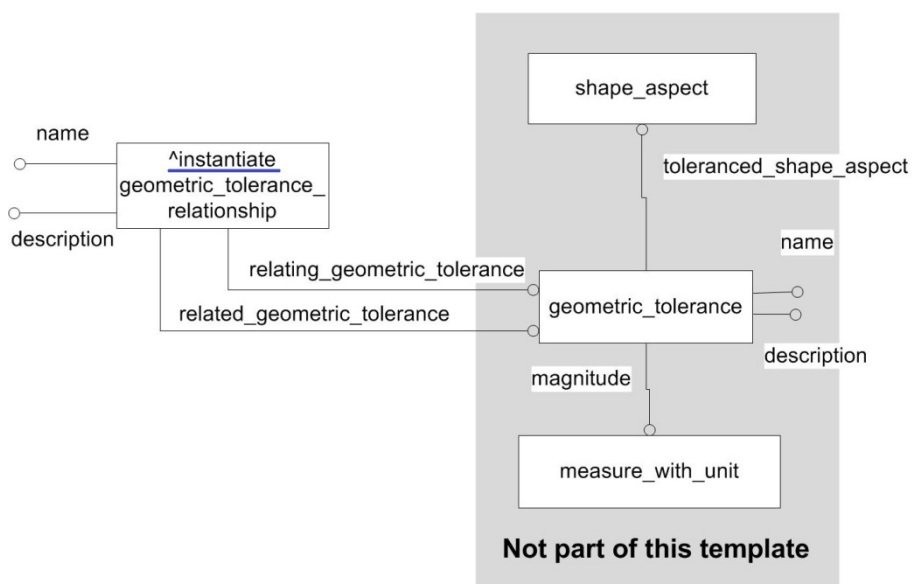 shape_aspect
name
^instantiate
geometric_tolerance_
relationship
toleranced_shape_aspect
description
name
relating_geometric_tolerance
geometric_tolerance
related_geometric_tolerance
description
magnitude
measure_with_unit
Not part of this template